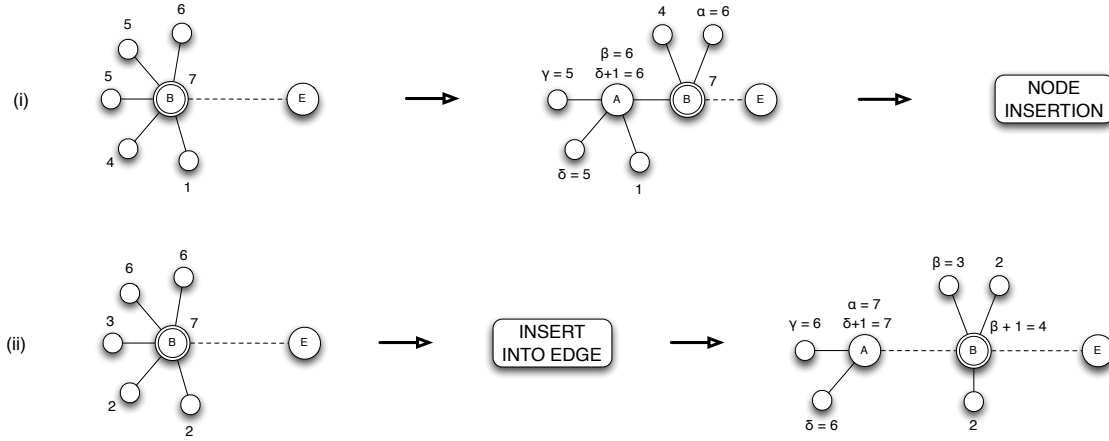 (i)
5
6
5
7
B
E
4
1
4
α = 6
β = 6
δ+1 = 6
γ = 5
7
A
B
E
δ = 5
1
NODE
INSERTION
(ii)
6
6
3
7
B
E
2
2
INSERT
INTO EDGE
β = 3
2
α = 7
δ+1 = 7
γ = 6
β + 1 = 4
A
B
E
δ = 6
2